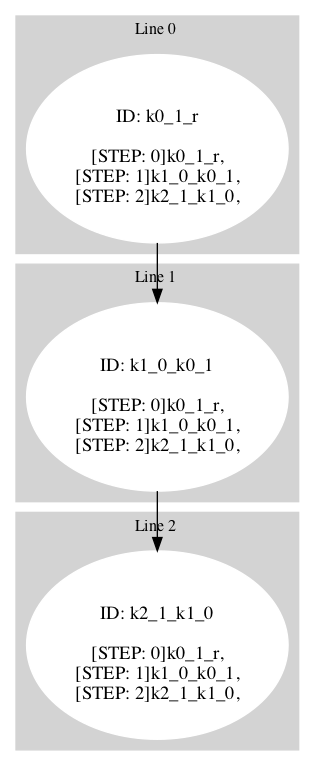 Line 0
ID: k0_1_r
[STEP: 0]k0_1_r,
[STEP: 1]k1_0_k0_1,
[STEP: 2]k2_1_k1_0,
Line 1
ID: k1_0_k0_1
[STEP: 0]k0_1_r,
[STEP: 1]k1_0_k0_1,
[STEP: 2]k2_1_k1_0,
Line 2
ID: k2_1_k1_0
[STEP: 0]k0_1_r,
[STEP: 1]k1_0_k0_1,
[STEP: 2]k2_1_k1_0,